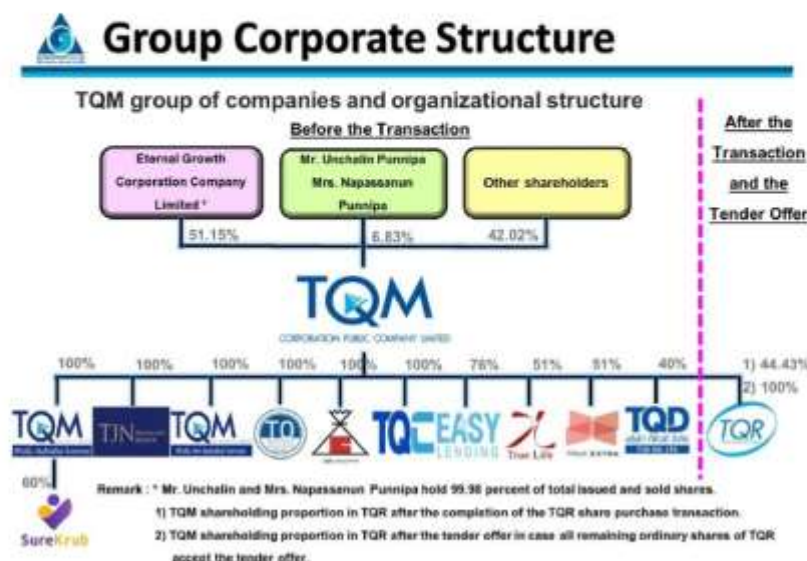 Group Corporate Structure
TQM group of companies and organizational structure
Before the Transaction
After the
Transaction
and the
Tender Offer
Eternal Growth
Corporation Company
Limited *
Mr. Unchalin Punnipa
Mrs. Napassanun
Punnipa
Other shareholders
51.15%
6.83%
42.02%
TQM
CORPORATION PUBLIC COMPANY LIMITED
100%
100%
100%
100%
100%
100%
76%
51%
51%
40%
1) 44.43%
2) 100%
TQM
TJN
TQM
TQ
TQC
EASY
LENDING
True Life
TRUE EXTRA
TQD
TQR
60%
SureKrub
Remark : * Mr. Unchalin and Mrs. Napassanun Punnipa hold 99.98 percent of total issued and sold shares.
1) TQM shareholding proportion in TQR after the completion of the TQR share purchase transaction.
2) TQM shareholding proportion in TQR after the tender offer in case all remaining ordinary shares of TQR
accept the tender offer.